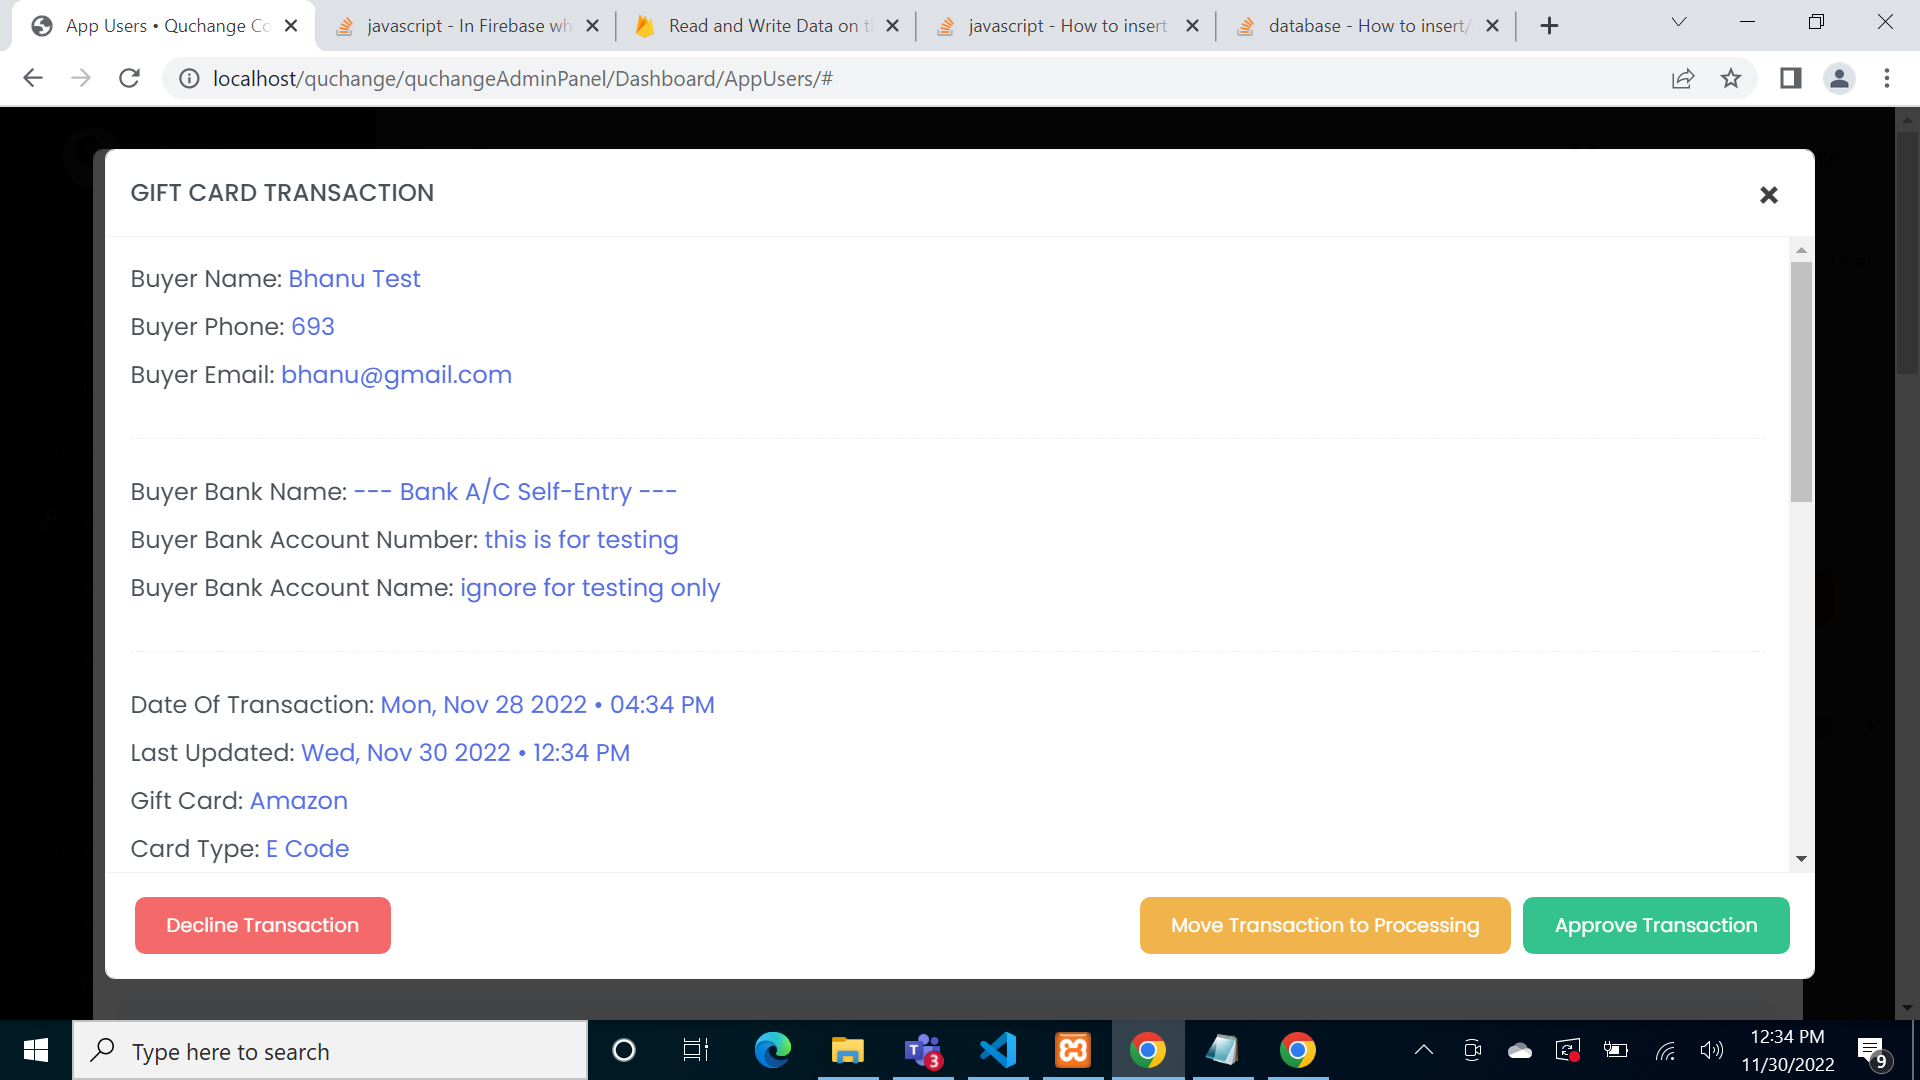 App Users • Quchange Co
javascript - In Firebase wh
Read and Write Data on t
javascript - How to insert
database - How to insert/
localhost/quchange/quchangeAdminPanel/Dashboard/AppUsers/#
GIFT CARD TRANSACTION
Buyer Name: Bhanu Test
Buyer Phone: 693
Buyer Email: bhanu@gmail.com
Buyer Bank Name: --- Bank A/C Self-Entry ---
Buyer Bank Account Number: this is for testing
Buyer Bank Account Name: ignore for testing only
Date Of Transaction: Mon, Nov 28 2022 • 04:34 PM
Last Updated: Wed, Nov 30 2022 • 12:34 PM
Gift Card: Amazon
Card Type: E Code
Decline Transaction
Move Transaction to Processing
Approve Transaction
Type here to search
3
12:34 PM
11/30/2022
9